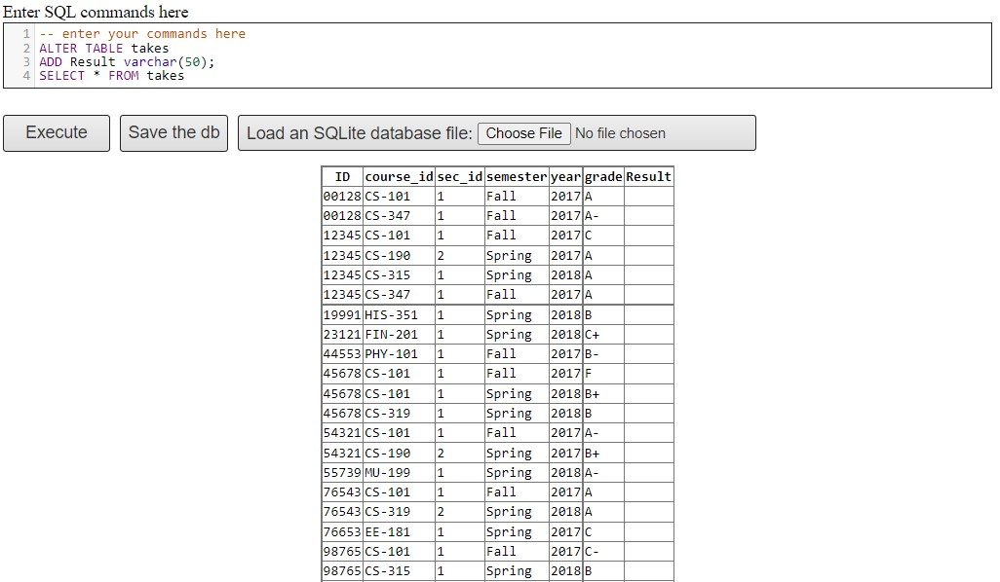 Enter SQL commands here
1 -- enter your commands here
2 ALTER TABLE takes
3 ADD Result varchar(50);
4 SELECT * FROM takes
Execute Save the db Load an SQLite database file: Choose File No file chosen
ID course_id sec_id semester year grade Result
00128 CS-101 1 Fall 2017 A
00128 CS-347 1 Fall 2017 A-
12345 CS-101 1 Fall 2017 C
12345 CS-190 2 Spring 2017 A
12345 CS-315 1 Spring 2018 A
12345 CS-347 1 Fall 2017 A
19991 HIS-351 1 Spring 2018 B
23121 FIN-201 1 Spring 2018 C+
44553 PHY-101 1 Fall 2017 B-
45678 CS-101 1 Fall 2017 F
45678 CS-101 1 Spring 2018 B+
45678 CS-319 1 Spring 2018 B
54321 CS-101 1 Fall 2017 A-
54321 CS-190 2 Spring 2017 B+
55739 MU-199 1 Spring 2018 A-
76543 CS-101 1 Fall 2017 A
76543 CS-319 2 Spring 2018 A
76653 EE-181 1 Spring 2017 C
98765 CS-101 1 Fall 2017 C-
98765 CS-315 1 Spring 2018 B